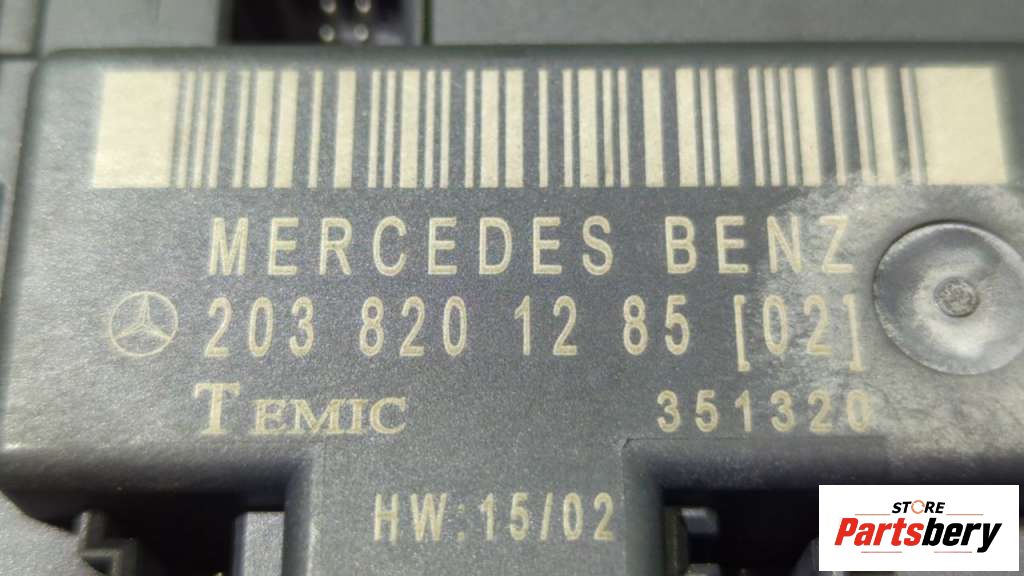 MERCEDES BENZ
203 820 12 85 [02]
TEMIC 351320
HW:15/02
STORE
Partsbery